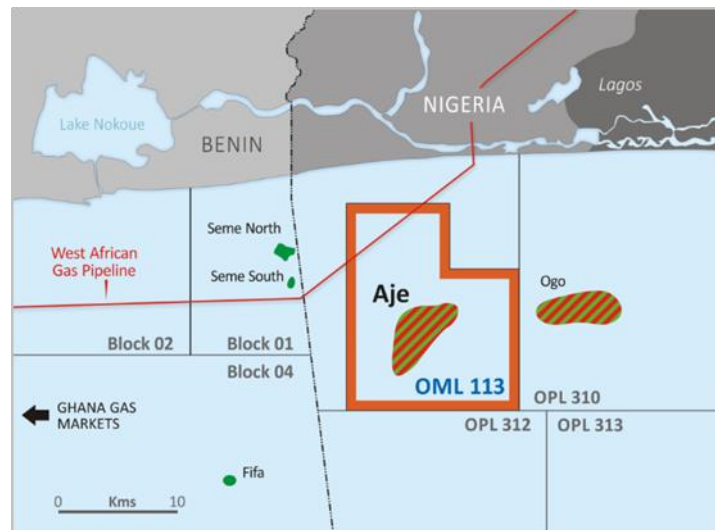 Lagos
NIGERIA
Lake Nokoue
BENIN
Seme North
West African
Gas Pipeline
Seme South
Aje
Ogo
Block 02
Block 01
Block 04
OML 113
OPL 310
GHANA GAS
MARKETS
OPL 312
OPL 313
Fifa
0 Kms 10